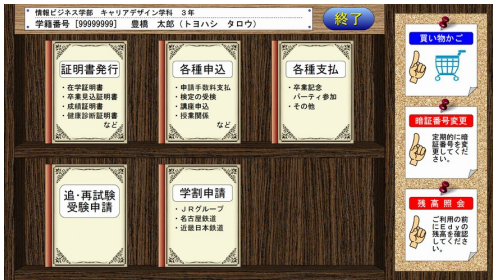 情報ビジネス学部 キャリアデザイン学科 3年
学籍番号 [99999999] 豊橋 太郎（トヨハシ タロウ）
終了
証明書発行
・在学証明書
・卒業見込証明書
・成績証明書
・健康診断証明書
など
各種申込
・申請手数料支払
・検定の受検
・講座申込
・授業関係
など
各種支払
・卒業記念
パーティ参加
・その他
追・再試験
受験申請
学割申請
・ＪＲグループ
・名古屋鉄道
・近畿日本鉄道
買い物かご
暗証番号変更
定期的に暗
証番号を変
更してくだ
さい。
残高照会
ご利用の前
にＥｄｙの
残高を確認
してくださ
い。